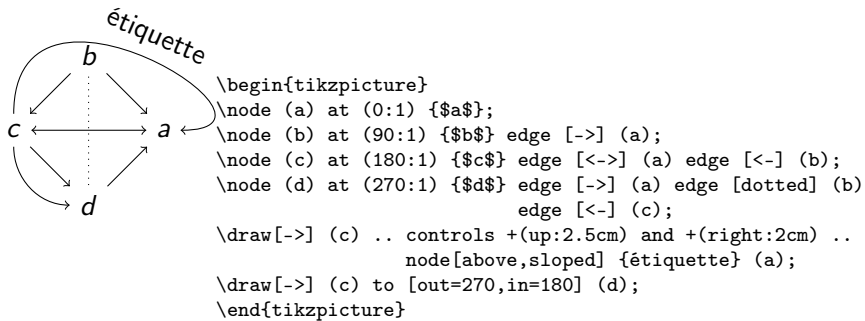 étiquette
b
c
a
d
\begin{tikzpicture}
\node (a) at (0:1) {$a$};
\node (b) at (90:1) {$b$} edge [->] (a);
\node (c) at (180:1) {$c$} edge [<->] (a) edge [<-] (b);
\node (d) at (270:1) {$d$} edge [->] (a) edge [dotted] (b)
edge [<-] (c);
\draw[->] (c) .. controls +(up:2.5cm) and +(right:2cm) ..
node[above,sloped] {étiquette} (a);
\draw[->] (c) to [out=270,in=180] (d);
\end{tikzpicture}